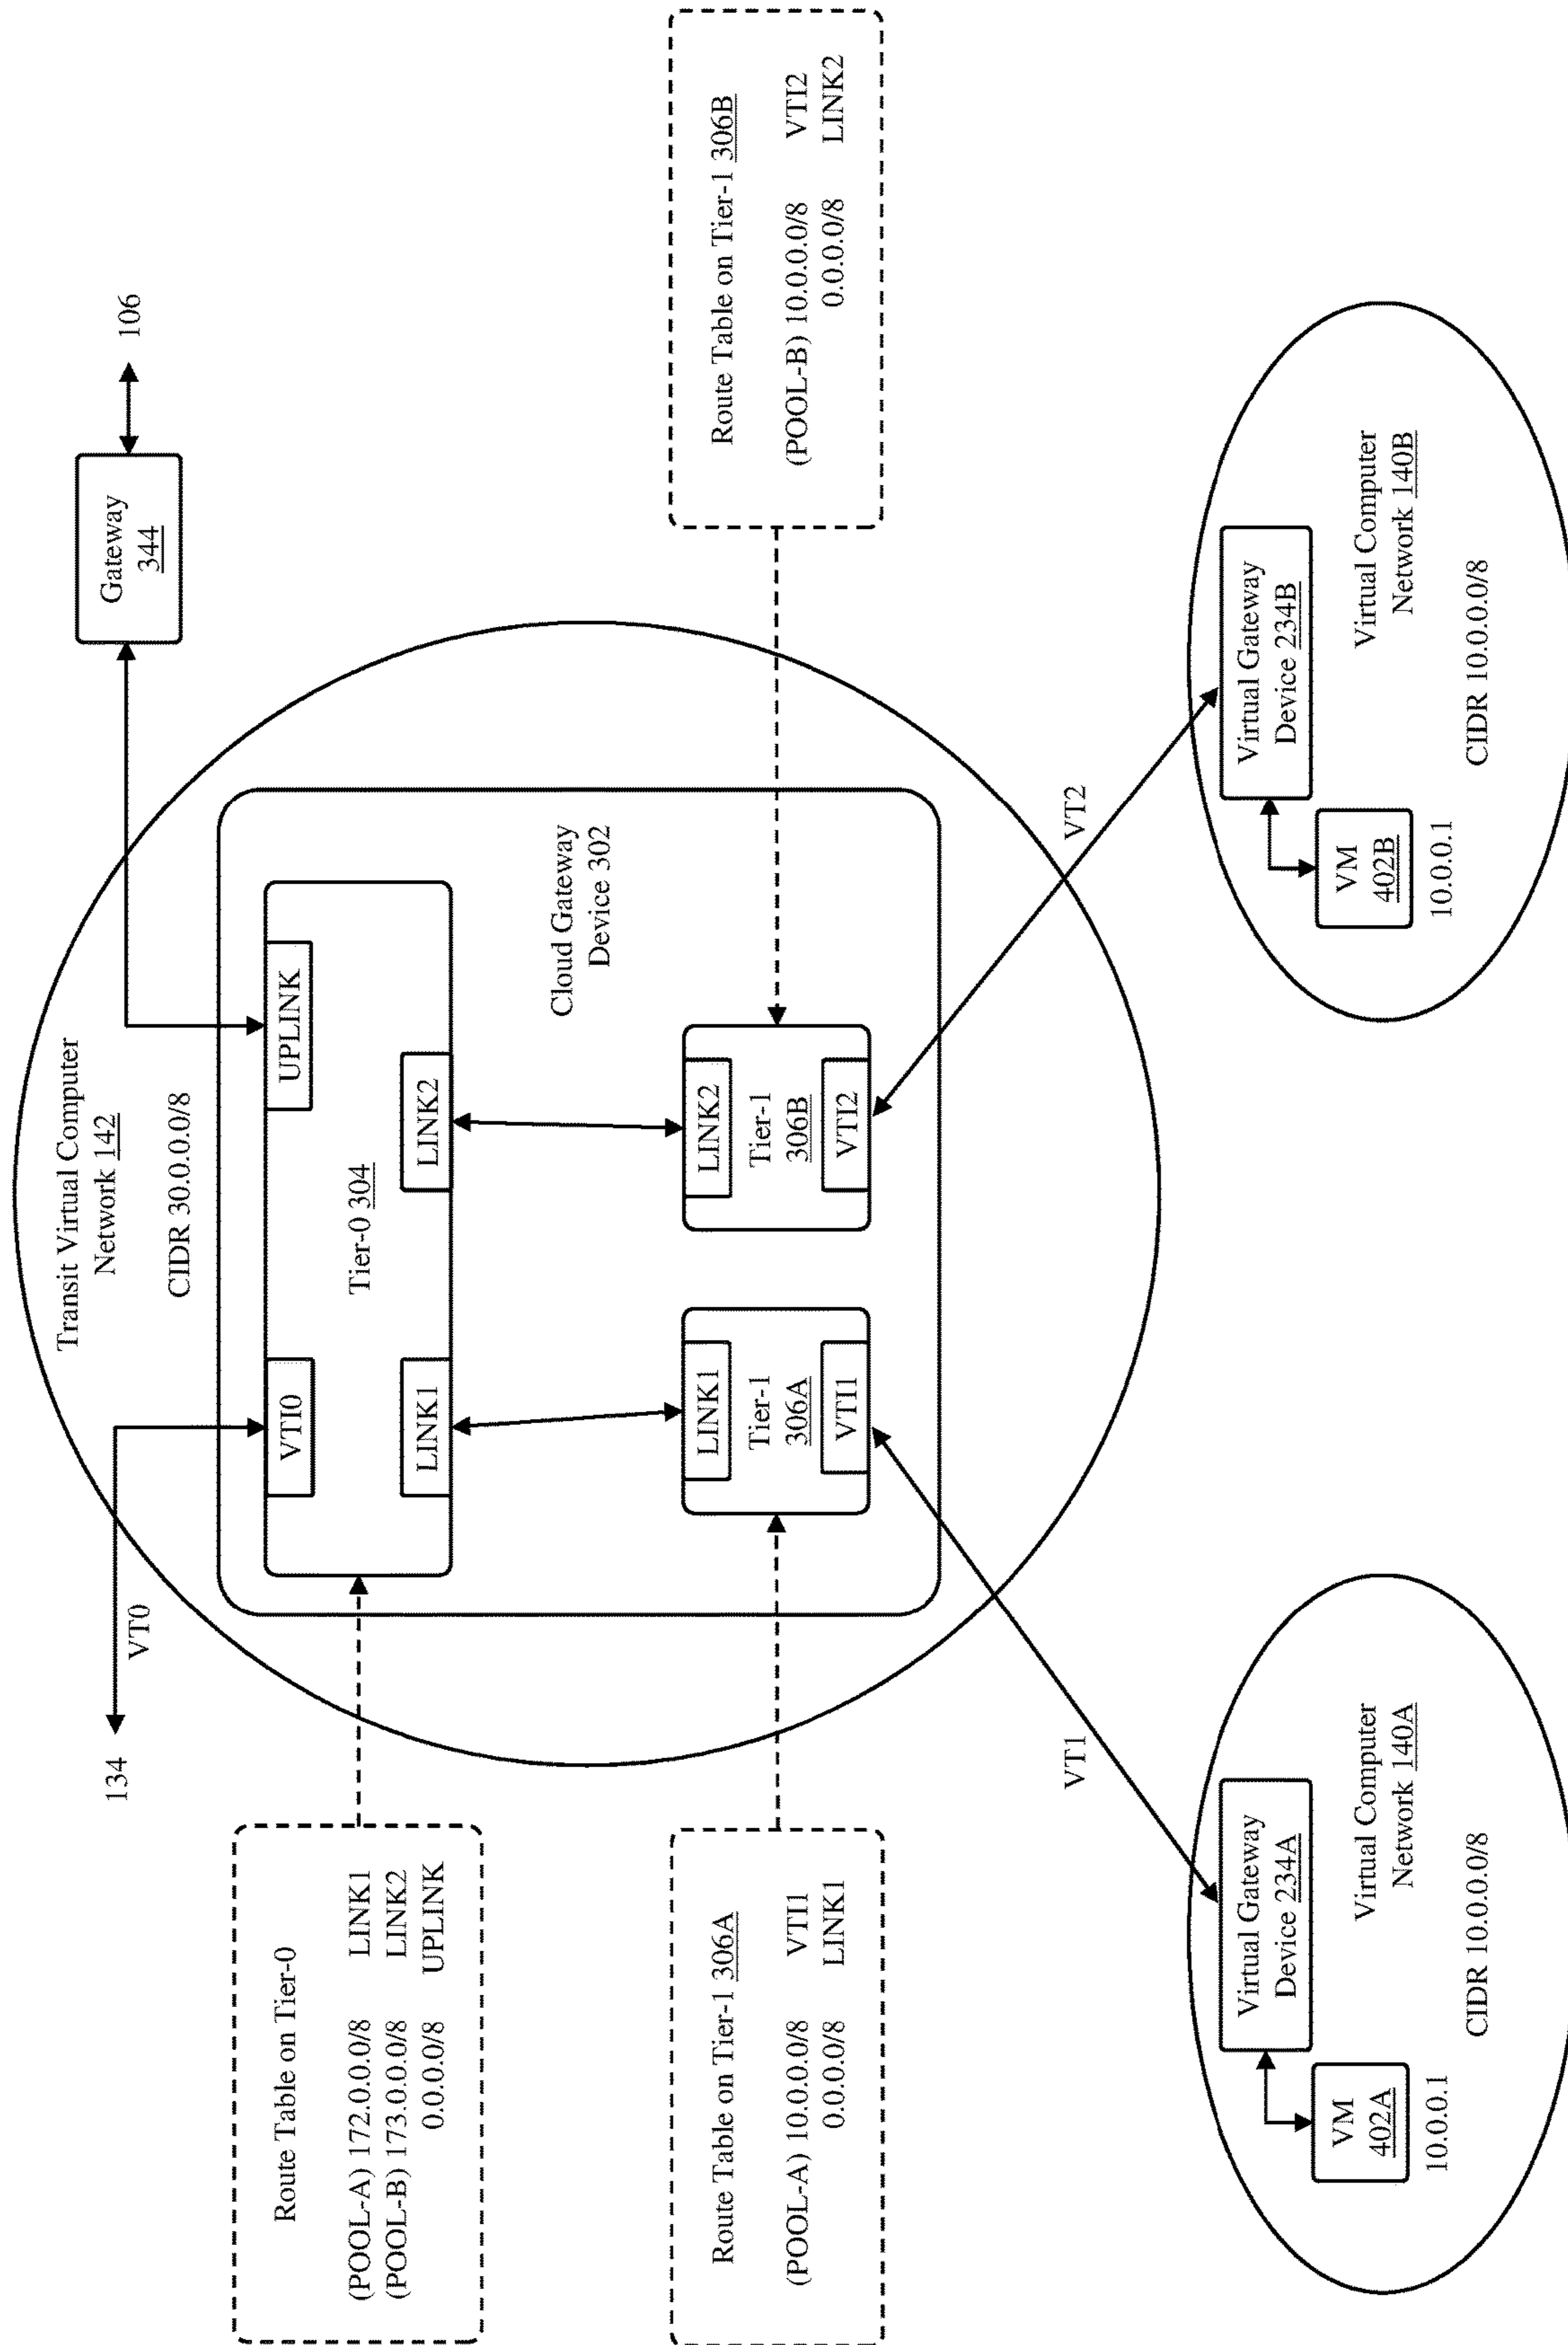 134
VT0
Transit Virtual Computer
Network 142
CIDR 30.0.0.0/8
Gateway
344
106
Route Table on Tier-0
(POOL-A) 172.0.0.0/8 LINK1
(POOL-B) 173.0.0.0/8 LINK2
0.0.0.0/8 UPLINK
VTI0
UPLINK
Tier-0 304
LINK1
LINK2
Cloud Gateway
Device 302
Route Table on Tier-1 306A
(POOL-A) 10.0.0.0/8 VTI1
0.0.0.0/8 LINK1
LINK1
Tier-1
306A
VTI1
LINK2
Tier-1
306B
VTI2
Route Table on Tier-1 306B
(POOL-B) 10.0.0.0/8 VTI2
0.0.0.0/8 LINK2
VT1
VT2
Virtual Gateway
Device 234A
VM
402A
10.0.0.1
Virtual Computer
Network 140A
CIDR 10.0.0.0/8
Virtual Gateway
Device 234B
VM
402B
10.0.0.1
Virtual Computer
Network 140B
CIDR 10.0.0.0/8